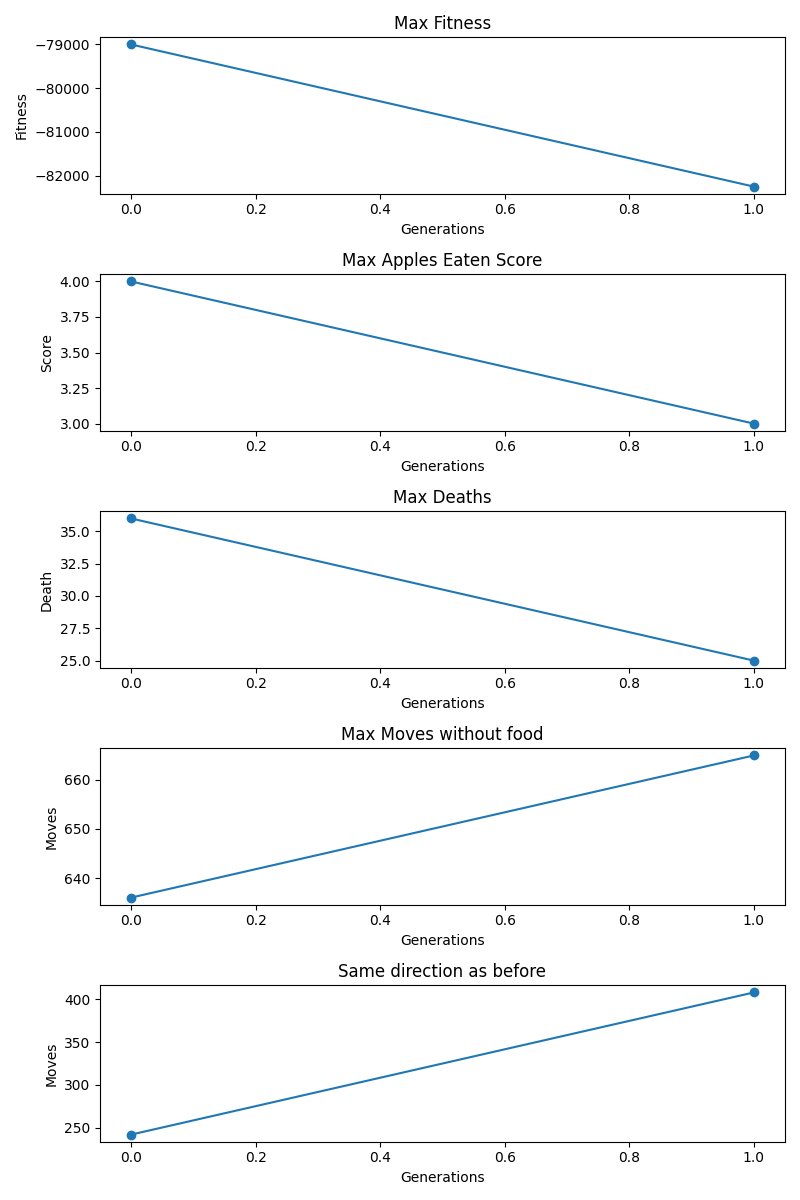 Max Fitness
−79000
−80000
−81000
−82000
Fitness
0.0 0.2 0.4 0.6 0.8 1.0
Generations
Max Apples Eaten Score
4.00
3.75
3.50
3.25
3.00
Score
0.0 0.2 0.4 0.6 0.8 1.0
Generations
Max Deaths
35.0
32.5
30.0
27.5
25.0
Death
0.0 0.2 0.4 0.6 0.8 1.0
Generations
Max Moves without food
660
650
640
Moves
0.0 0.2 0.4 0.6 0.8 1.0
Generations
Same direction as before
400
350
300
250
Moves
0.0 0.2 0.4 0.6 0.8 1.0
Generations